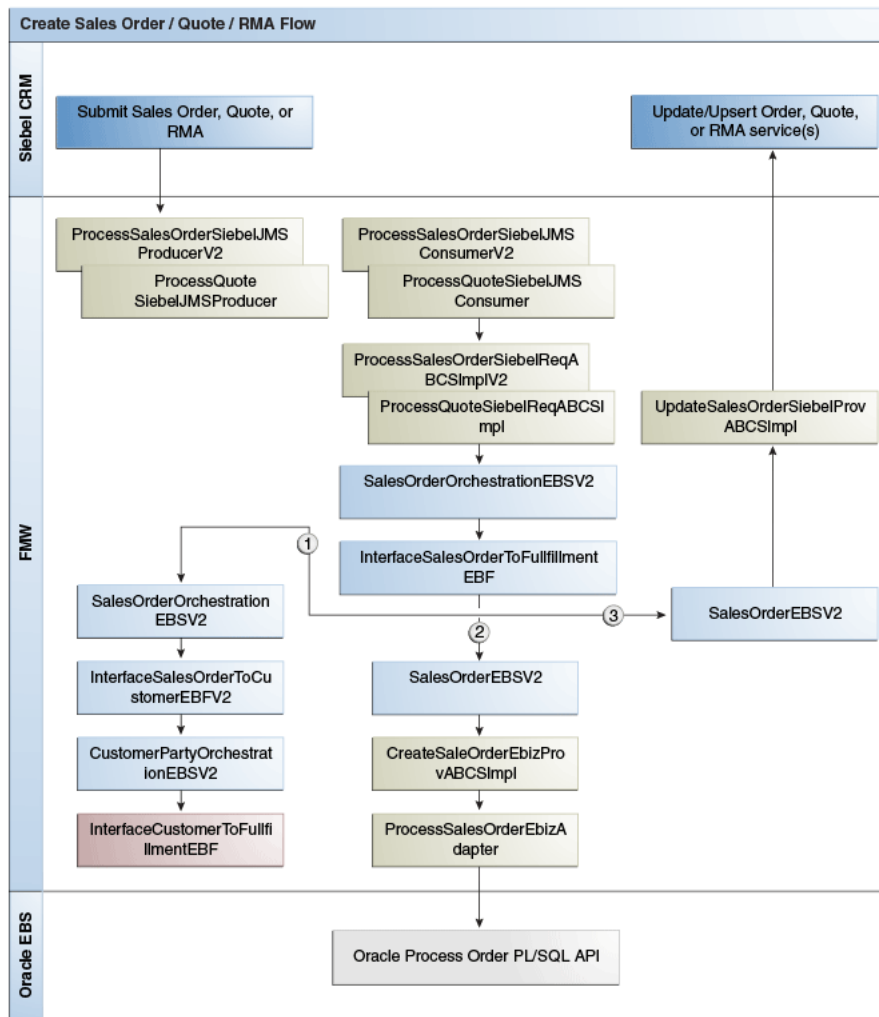 Create Sales Order / Quote / RMA Flow
Siebel CRM
Submit Sales Order, Quote, or
RMA
Update/Upsert Order, Quote,
or RMA service(s)
FMW
ProcessSalesOrderSiebelJMS
ProducerV2
ProcessQuote
SiebelJMSProducer
ProcessSalesOrderSiebelJMS
ConsumerV2
ProcessQuoteSiebelJMS
Consumer
ProcessSalesOrderSiebelReqA
BCSImplV2
ProcessQuoteSiebelReqABCSI
mpl
UpdateSalesOrderSiebelProv
ABCSImpl
SalesOrderOrchestrationEBSV2
1
InterfaceSalesOrderToFullfillment
EBF
SalesOrderOrchestration
EBSV2
3
SalesOrderEBSV2
2
InterfaceSalesOrderToCu
stomerEBFV2
SalesOrderEBSV2
CustomerPartyOrchestrat
ionEBSV2
CreateSaleOrderEbizPro
vABCSImpl
InterfaceCustomerToFullfi
llmentEBF
ProcessSalesOrderEbizA
dapter
Oracle EBS
Oracle Process Order PL/SQL API